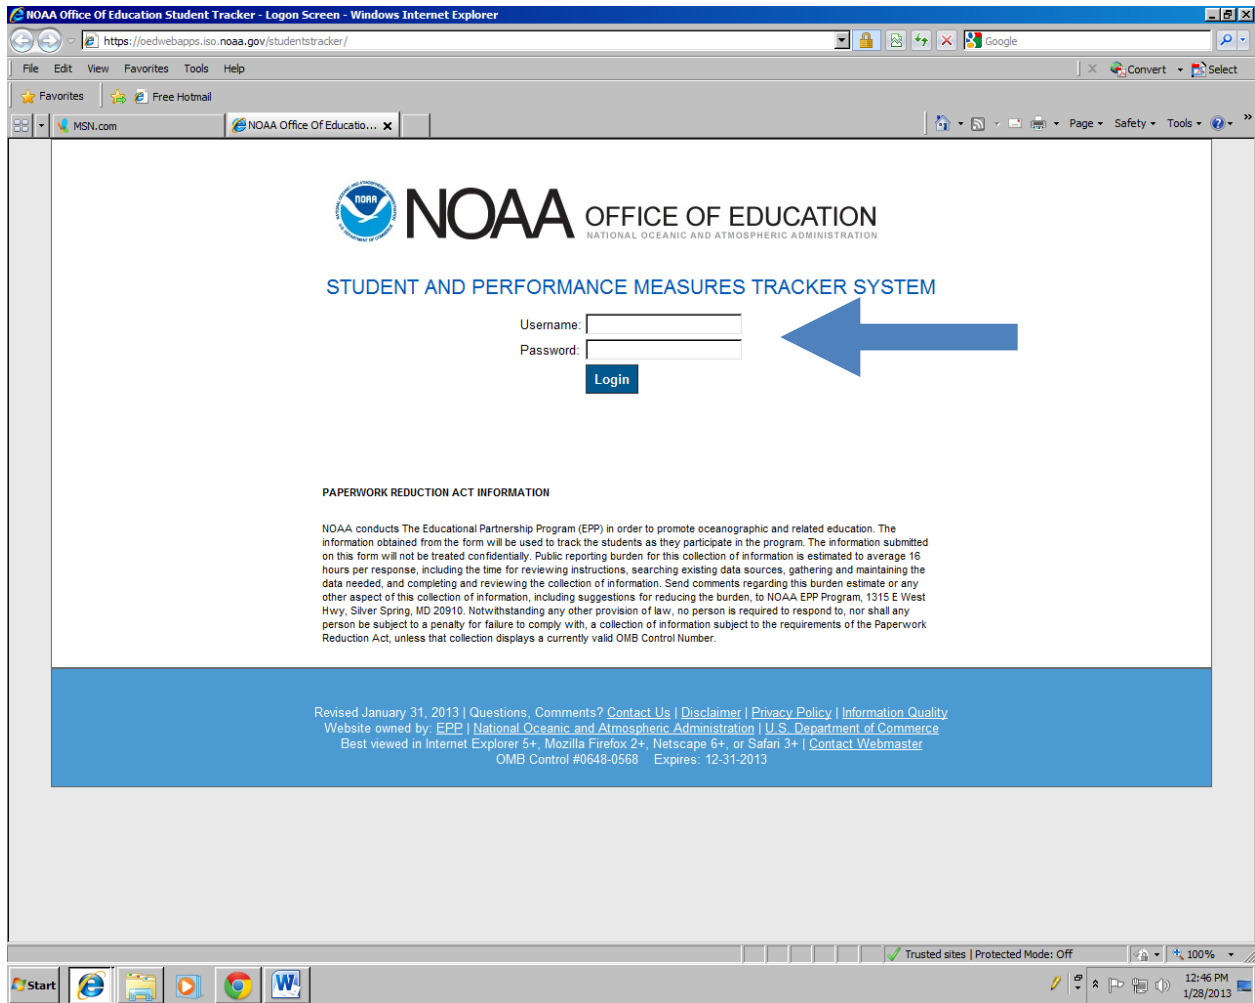 NOAA Office Of Education Student Tracker - Logon Screen - Windows Internet Explorer
https://oedwebapps.iso.noaa.gov/studentstracker/
Google
File Edit View Favorites Tools Help
Convert Select
Favorites Free Hotmail
MSN.com NOAA Office Of Educatio... Page Safety Tools
NOAA OFFICE OF EDUCATION
NATIONAL OCEANIC AND ATMOSPHERIC ADMINISTRATION
STUDENT AND PERFORMANCE MEASURES TRACKER SYSTEM
Username:
Password:
Login
PAPERWORK REDUCTION ACT INFORMATION
NOAA conducts The Educational Partnership Program (EPP) in order to promote oceanographic and related education. The
information obtained from the form will be used to track the students as they participate in the program. The information submitted
on this form will not be treated confidentially. Public reporting burden for this collection of information is estimated to average 16
hours per response, including the time for reviewing instructions, searching existing data sources, gathering and maintaining the
data needed, and completing and reviewing the collection of information. Send comments regarding this burden estimate or any
other aspect of this collection of information, including suggestions for reducing the burden, to NOAA EPP Program, 1315 E West
Hwy, Silver Spring, MD 20910. Notwithstanding any other provision of law, no person is required to respond to, nor shall any
person be subject to a penalty for failure to comply with, a collection of information subject to the requirements of the Paperwork
Reduction Act, unless that collection displays a currently valid OMB Control Number.
Revised January 31, 2013 | Questions, Comments? Contact Us | Disclaimer | Privacy Policy | Information Quality
Website owned by: EPP | National Oceanic and Atmospheric Administration | U.S. Department of Commerce
Best viewed in Internet Explorer 5+, Mozilla Firefox 2+, Netscape 6+, or Safari 3+ | Contact Webmaster
OMB Control #0648-0568 Expires: 12-31-2013
Trusted sites | Protected Mode: Off 100%
Start
12:46 PM
1/28/2013